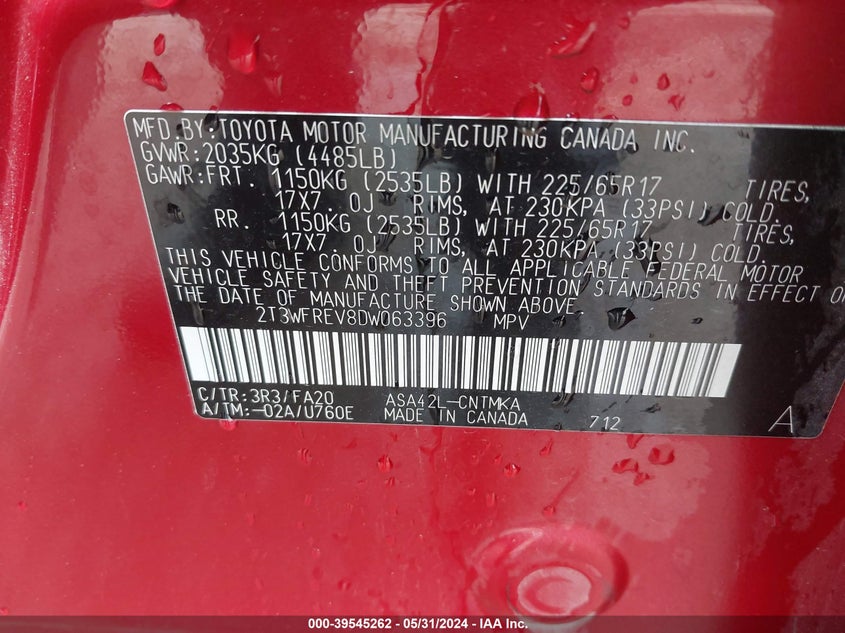 MFD.BY:TOYOTA MOTOR MANUFACTURING CANADA INC.
GVWR:2035KG (4485LB)
GAWR:FRT. 1150KG (2535LB) WITH 225/65R17 TIRES,
17X7 0J RIMS, AT 230KPA (33PSI) COLD.
RR. 1150KG (2535LB) WITH 225/65R17 TIRES,
17X7 0J RIMS, AT 230KPA (33PSI) COLD.
THIS VEHICLE CONFORMS TO ALL APPLICABLE FEDERAL MOTOR
VEHICLE SAFETY AND THEFT PREVENTION STANDARDS IN EFFECT ON
THE DATE OF MANUFACTURE SHOWN ABOVE.
2T3WFREV8DW063396 MPV
C/TR:3R3/FA20 ASA42L-CNTMKA
A/TM:-02A/U760E MADE IN CANADA 712 A
000-39545262 - 05/31/2024 - IAA Inc.